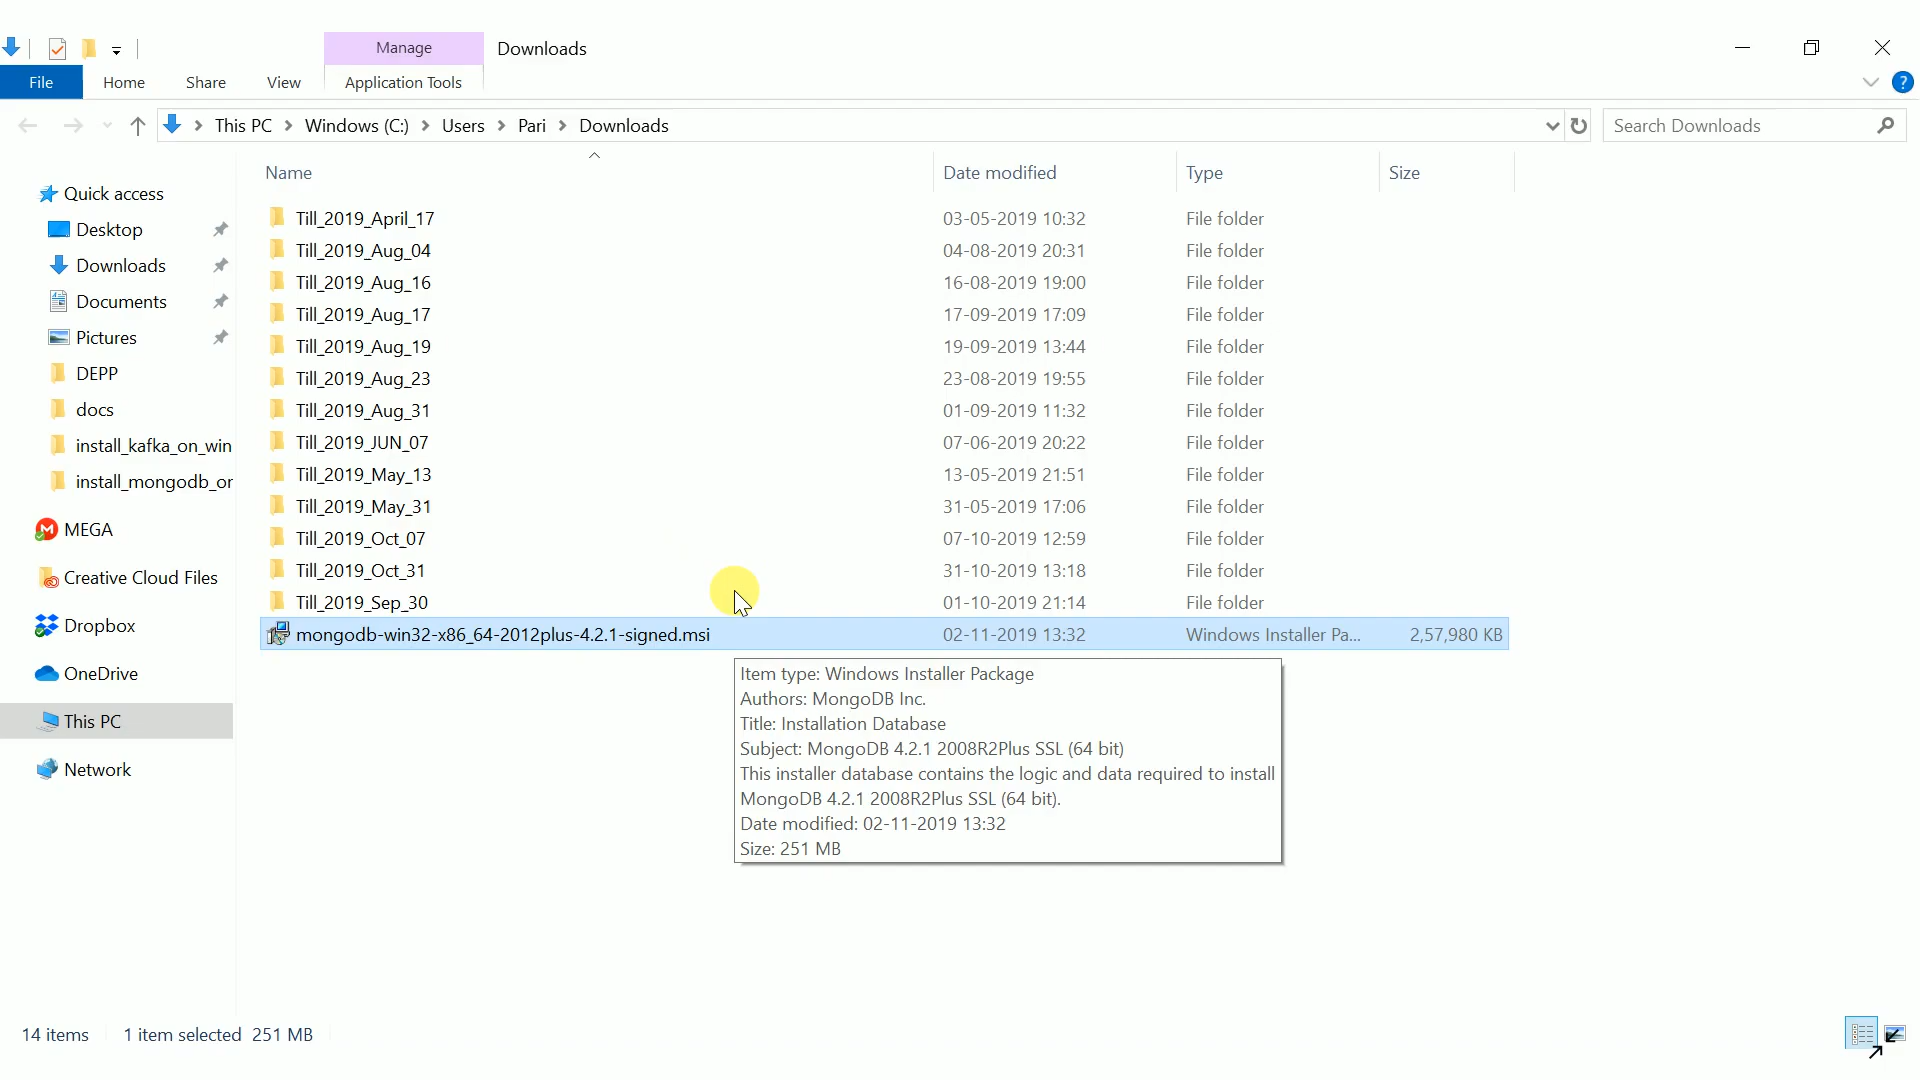 Manage
Downloads
File
Home
Share
View
Application Tools
This PC
Windows (C:)
Users
Pari
Downloads
Search Downloads
Name
Date modified
Type
Size
Quick access
Desktop
Downloads
Documents
Pictures
DEPP
docs
install_kafka_on_win
install_mongodb_or
MEGA
Creative Cloud Files
Dropbox
OneDrive
This PC
Network
Till_2019_April_17 03-05-2019 10:32 File folder
Till_2019_Aug_04 04-08-2019 20:31 File folder
Till_2019_Aug_16 16-08-2019 19:00 File folder
Till_2019_Aug_17 17-09-2019 17:09 File folder
Till_2019_Aug_19 19-09-2019 13:44 File folder
Till_2019_Aug_23 23-08-2019 19:55 File folder
Till_2019_Aug_31 01-09-2019 11:32 File folder
Till_2019_JUN_07 07-06-2019 20:22 File folder
Till_2019_May_13 13-05-2019 21:51 File folder
Till_2019_May_31 31-05-2019 17:06 File folder
Till_2019_Oct_07 07-10-2019 12:59 File folder
Till_2019_Oct_31 31-10-2019 13:18 File folder
Till_2019_Sep_30 01-10-2019 21:14 File folder
mongodb-win32-x86_64-2012plus-4.2.1-signed.msi 02-11-2019 13:32 Windows Installer Pa... 2,57,980 KB
Item type: Windows Installer Package
Authors: MongoDB Inc.
Title: Installation Database
Subject: MongoDB 4.2.1 2008R2Plus SSL (64 bit)
This installer database contains the logic and data required to install
MongoDB 4.2.1 2008R2Plus SSL (64 bit).
Date modified: 02-11-2019 13:32
Size: 251 MB
14 items
1 item selected 251 MB